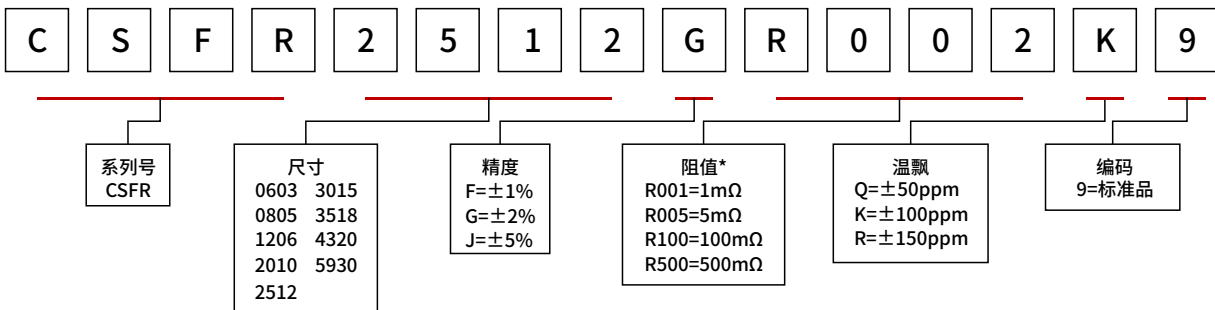 C S F R 2 5 1 2 G R 0 0 2 K 9
系列号
CSFR
尺寸
0603 3015
0805 3518
1206 4320
2010 5930
2512
精度
F=±1%
G=±2%
J=±5%
阻值*
R001=1mΩ
R005=5mΩ
R100=100mΩ
R500=500mΩ
温飘
Q=±50ppm
K=±100ppm
R=±150ppm
编码
9=标准品